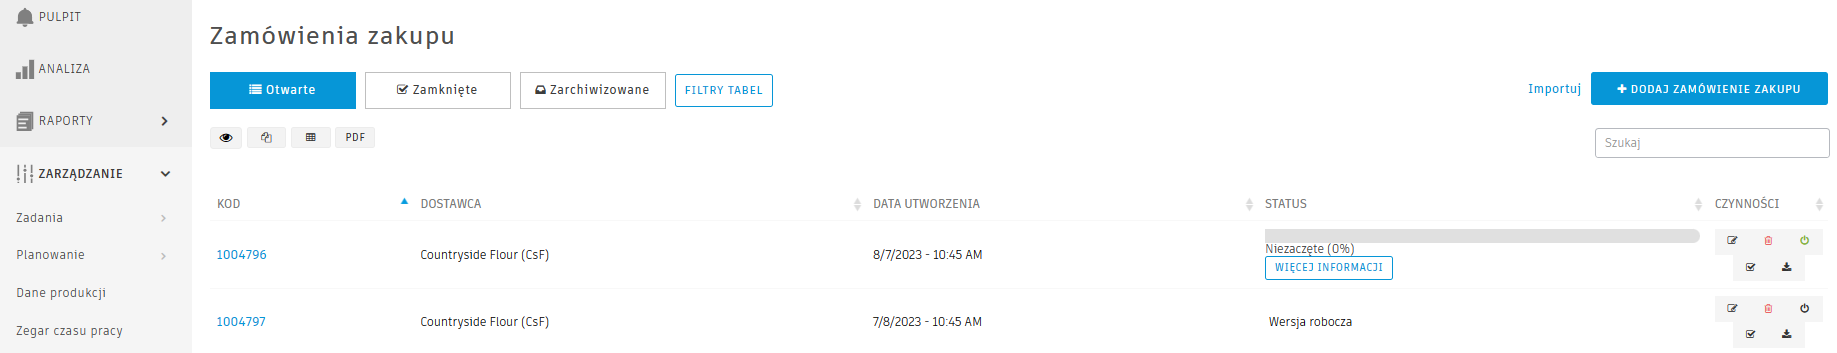 PULPIT
ANALIZA
RAPORTY
ZARZĄDZANIE
Zadania
Planowanie
Dane produkcji
Zegar czasu pracy
Zamówienia zakupu
Otwarte
Zamknięte
Zarchiwizowane
FILTRY TABEL
Importuj
DODAJ ZAMÓWIENIE ZAKUPU
PDF
Szukaj
KOD DOSTAWCA DATA UTWORZENIA STATUS CZYNNOŚCI
1004796 Countryside Flour (CsF) 8/7/2023 - 10:45 AM Niezaczęte (0%)
WIĘCEJ INFORMACJI
1004797 Countryside Flour (CsF) 7/8/2023 - 10:45 AM Wersja robocza